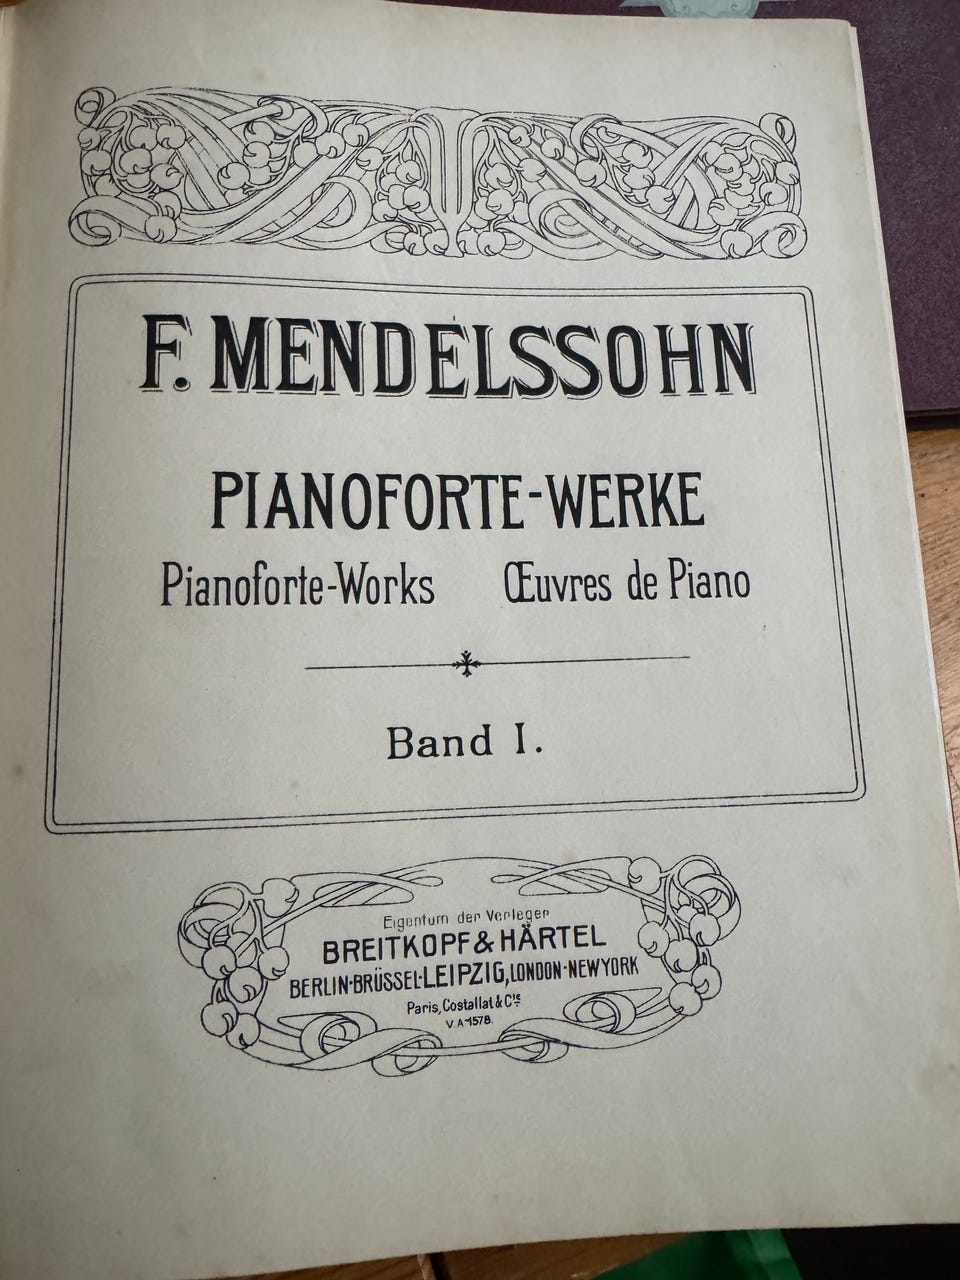 F. MENDELSSOHN
PIANOFORTE-WERKE
Pianoforte-Works Œuvres de Piano
Band I.
Eigentum der Verleger
BREITKOPF & HÄRTEL
BERLIN·BRÜSSEL·LEIPZIG, LONDON·NEW YORK
Paris, Costallat & Cie
V.A. 1578.